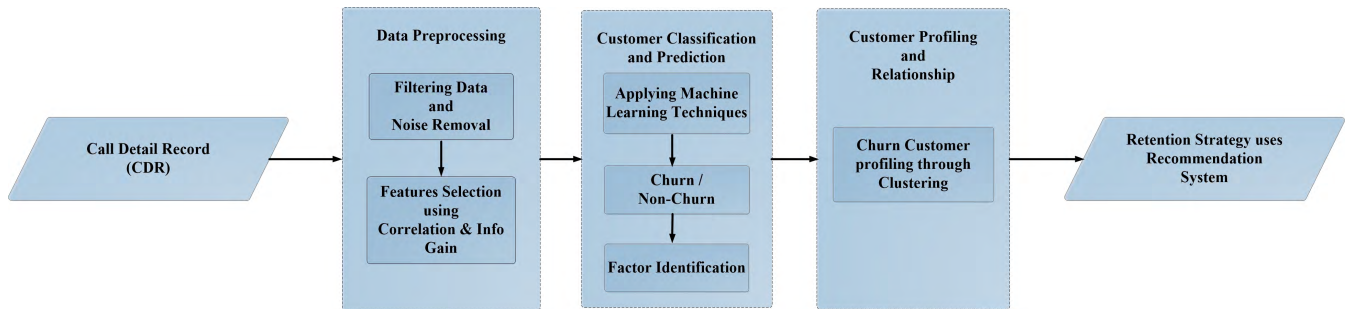 Call Detail Record
(CDR)
Data Preprocessing
Filtering Data
and
Noise Removal
Features Selection
using
Correlation & Info
Gain
Customer Classification
and Prediction
Applying Machine
Learning Techniques
Churn /
Non-Churn
Factor Identification
Customer Profiling
and
Relationship
Churn Customer
profiling through
Clustering
Retention Strategy uses
Recommendation
System